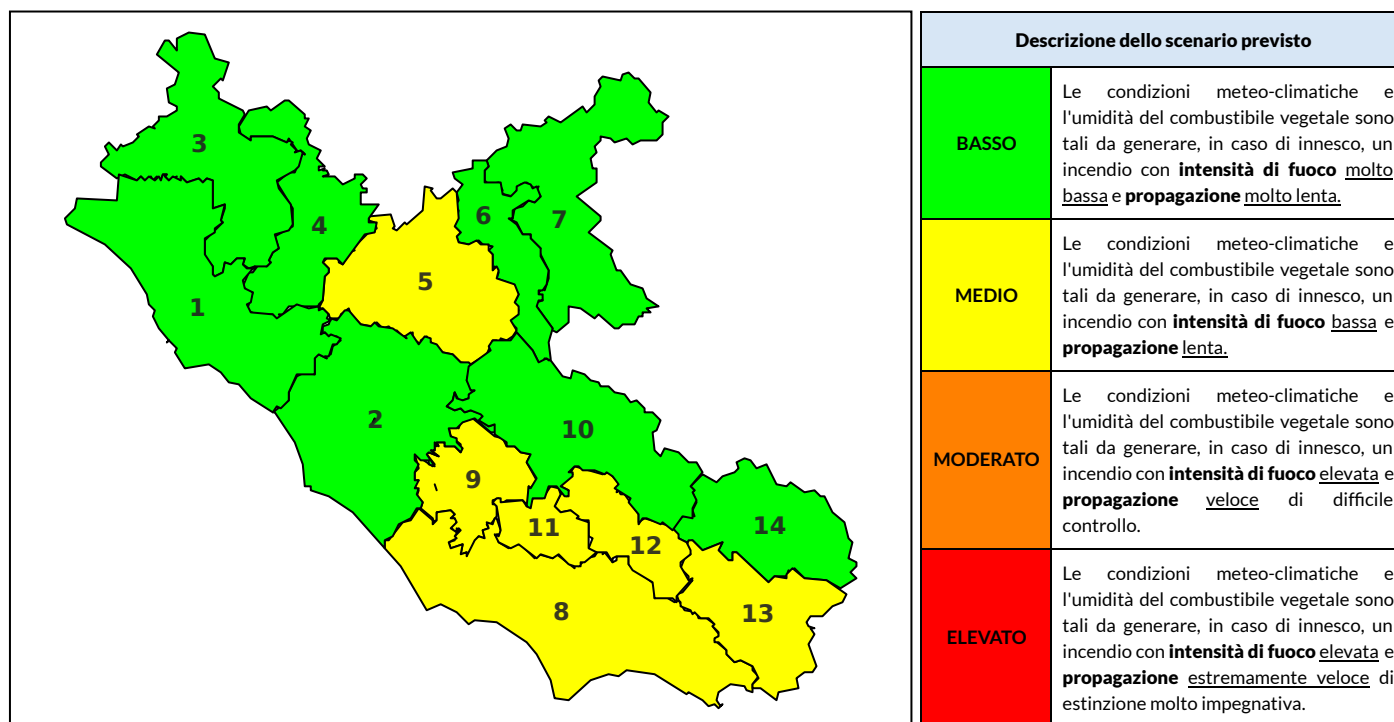 3
4
6
7
5
1
2
10
9
11
12
14
8
13
Descrizione dello scenario previsto
BASSO
Le condizioni meteo-climatiche e
l'umidità del combustibile vegetale sono
tali da generare, in caso di innesco, un
incendio con intensità di fuoco molto
bassa e propagazione molto lenta.
MEDIO
Le condizioni meteo-climatiche e
l'umidità del combustibile vegetale sono
tali da generare, in caso di innesco, un
incendio con intensità di fuoco bassa e
propagazione lenta.
MODERATO
Le condizioni meteo-climatiche e
l'umidità del combustibile vegetale sono
tali da generare, in caso di innesco, un
incendio con intensità di fuoco elevata e
propagazione veloce di difficile
controllo.
ELEVATO
Le condizioni meteo-climatiche e
l'umidità del combustibile vegetale sono
tali da generare, in caso di innesco, un
incendio con intensità di fuoco elevata e
propagazione estremamente veloce di
estinzione molto impegnativa.